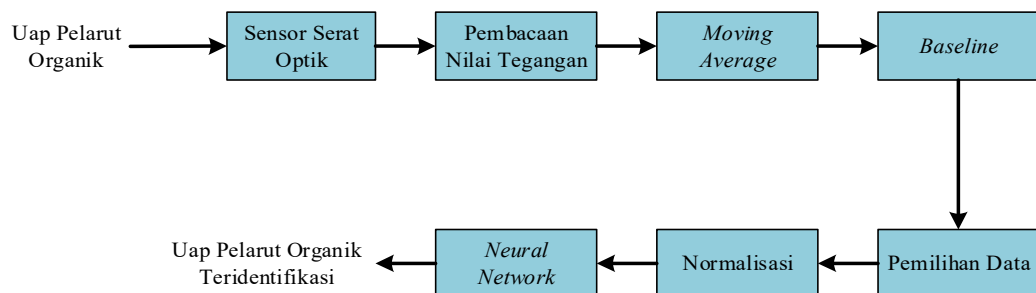 Uap Pelarut
Organik
Sensor Serat
Optik
Pembacaan
Nilai Tegangan
Moving
Average
Baseline
Uap Pelarut Organik
Teridentifikasi
Neural
Network
Normalisasi
Pemilihan Data